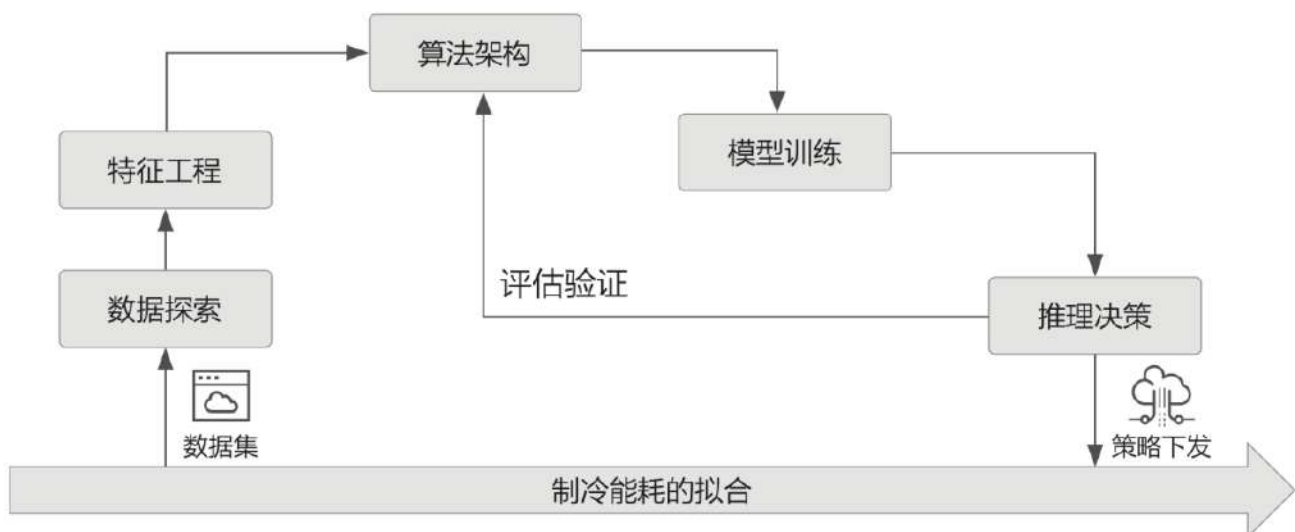 算法架构
模型训练
特征工程
评估验证
数据探索
推理决策
数据集
策略下发
制冷能耗的拟合